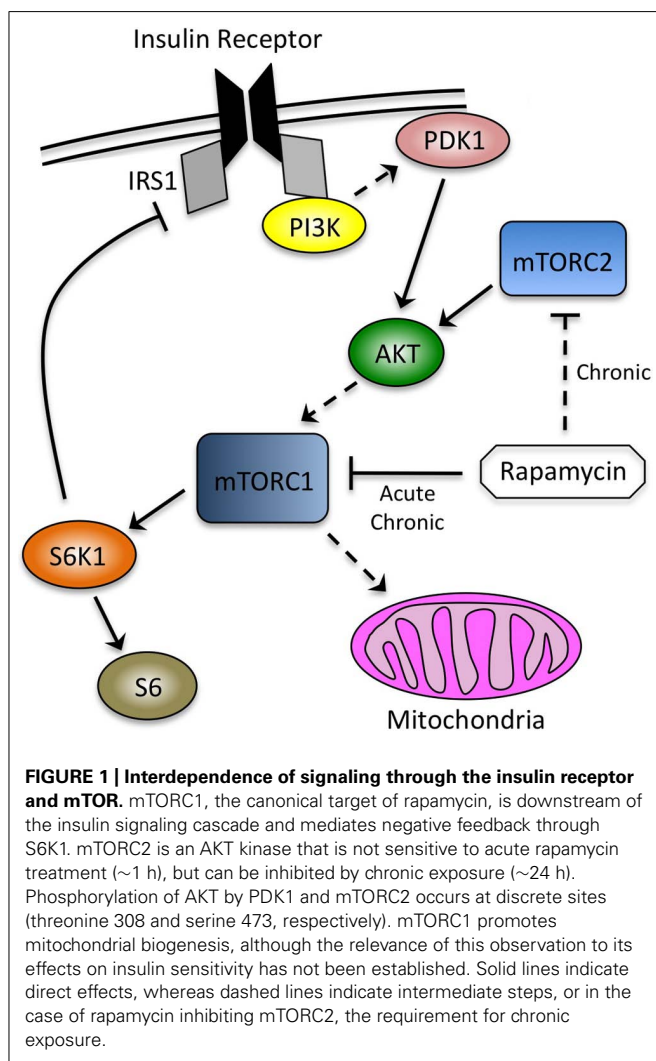 Insulin Receptor
PDK1
IRS1
PI3K
mTORC2
AKT
Chronic
mTORC1
Rapamycin
Acute
Chronic
S6K1
S6
Mitochondria
FIGURE 1 | Interdependence of signaling through the insulin receptor
and mTOR. mTORC1, the canonical target of rapamycin, is downstream of
the insulin signaling cascade and mediates negative feedback through
S6K1. mTORC2 is an AKT kinase that is not sensitive to acute rapamycin
treatment (∼1 h), but can be inhibited by chronic exposure (∼24 h).
Phosphorylation of AKT by PDK1 and mTORC2 occurs at discrete sites
(threonine 308 and serine 473, respectively). mTORC1 promotes
mitochondrial biogenesis, although the relevance of this observation to its
effects on insulin sensitivity has not been established. Solid lines indicate
direct effects, whereas dashed lines indicate intermediate steps, or in the
case of rapamycin inhibiting mTORC2, the requirement for chronic
exposure.